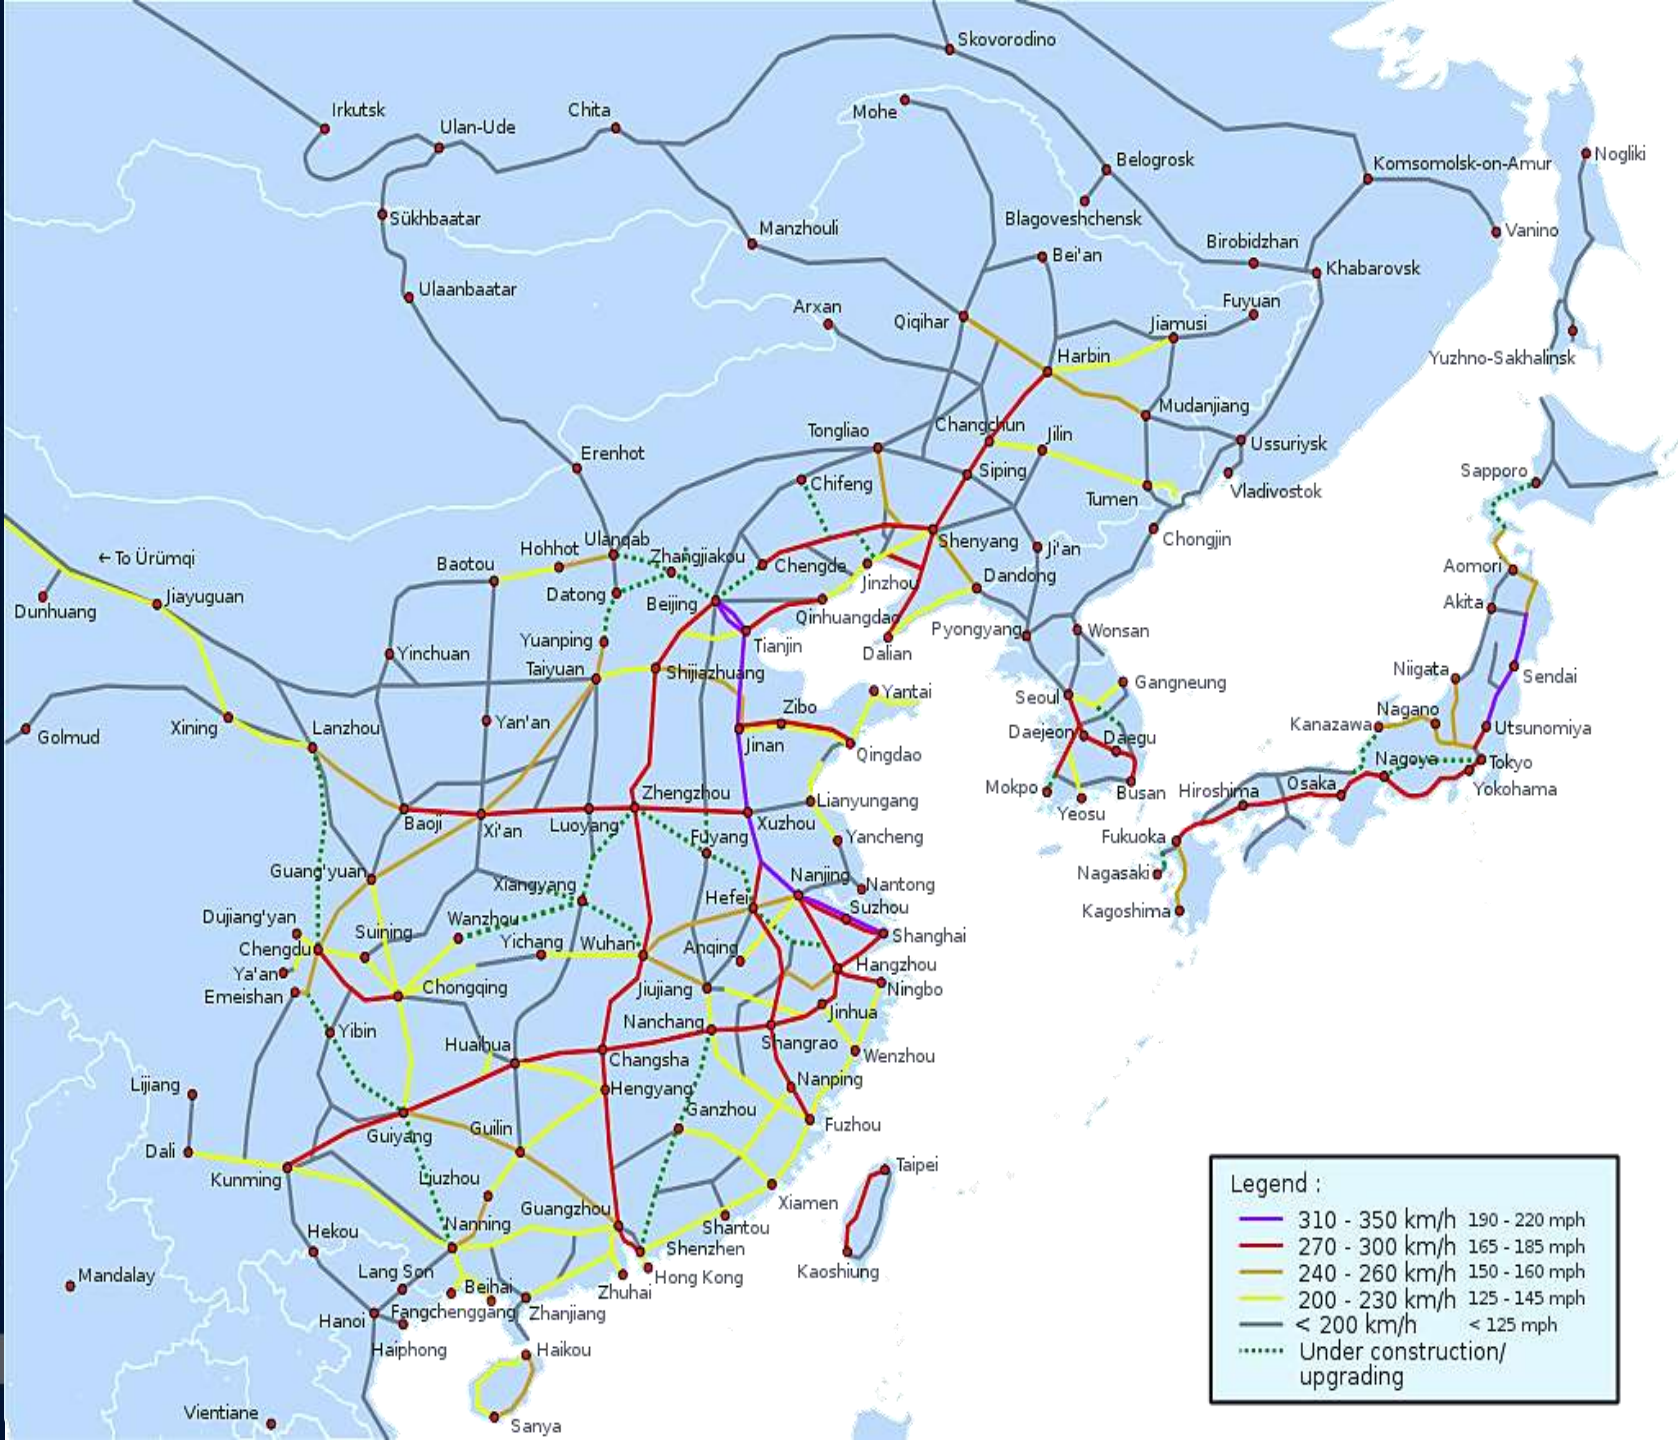 Skovorodino
Irkutsk
Chita
Mohe
Ulan-Ude
Belogrosk
Nogliki
Komsomolsk-on-Amur
Sükhbaatar
Blagoveshchensk
Manzhouli
Vanino
Birobidzhan
Bei'an
Khabarovsk
Ulaanbaatar
Arxan
Fuyuan
Qiqihar
Jiamusi
Harbin
Yuzhno-Sakhalinsk
Mudanjiang
Tongliao
Changchun
Jilin
Ussuriysk
Erenhot
Siping
Sapporo
Chifeng
Tumen
Vladivostok
Ulanqab
Shenyang
Chongjin
Hohhot
← To Ürümqi
Zhangjiakou
Ji'an
Baotou
Chengde
Aomori
Jinzhou
Dandong
Datong
Jiayuguan
Beijing
Akita
Dunhuang
Qinhuangdao
Pyongyang
Wonsan
Yuanping
Tianjin
Dalian
Yinchuan
Taiyuan
Shijiazhuang
Niigata
Sendai
Gangneung
Yantai
Seoul
Zibo
Nagano
Yan'an
Kanazawa
Xining
Lanzhou
Utsunomiya
Golmud
Daejeon
Daegu
Jinan
Qingdao
Nagoya
Tokyo
Osaka
Mokpo
Hiroshima
Yokohama
Zhengzhou
Busan
Lianyungang
Yeosu
Baoji
Xi'an
Luoyang
Xuzhou
Fuyang
Yancheng
Fukuoka
Guang'yuan
Nanjing
Nagasaki
Xiangyang
Nantong
Hefei
Suzhou
Kagoshima
Dujiang'yan
Wanzhou
Suining
Shanghai
Chengdu
Yichang
Wuhan
Anqing
Hangzhou
Ya'an
Chongqing
Jiujiang
Ningbo
Emeishan
Jinhua
Nanchang
Yibin
Huaihua
Shangrao
Changsha
Wenzhou
Lijiang
Hengyang
Nanping
Ganzhou
Guiyang
Guilin
Fuzhou
Dali
Taipei
Kunming
Liuzhou
Xiamen
Guangzhou
Nanning
Shantou
Hekou
Shenzhen
Lang Son
Kaoshiung
Mandalay
Beihai
Hong Kong
Zhuhai
Fangchenggang
Zhanjiang
Hanoi
Haiphong
Haikou
Vientiane
Sanya
Legend :
310 - 350 km/h 190 - 220 mph
270 - 300 km/h 165 - 185 mph
240 - 260 km/h 150 - 160 mph
200 - 230 km/h 125 - 145 mph
< 200 km/h < 125 mph
Under construction/
upgrading